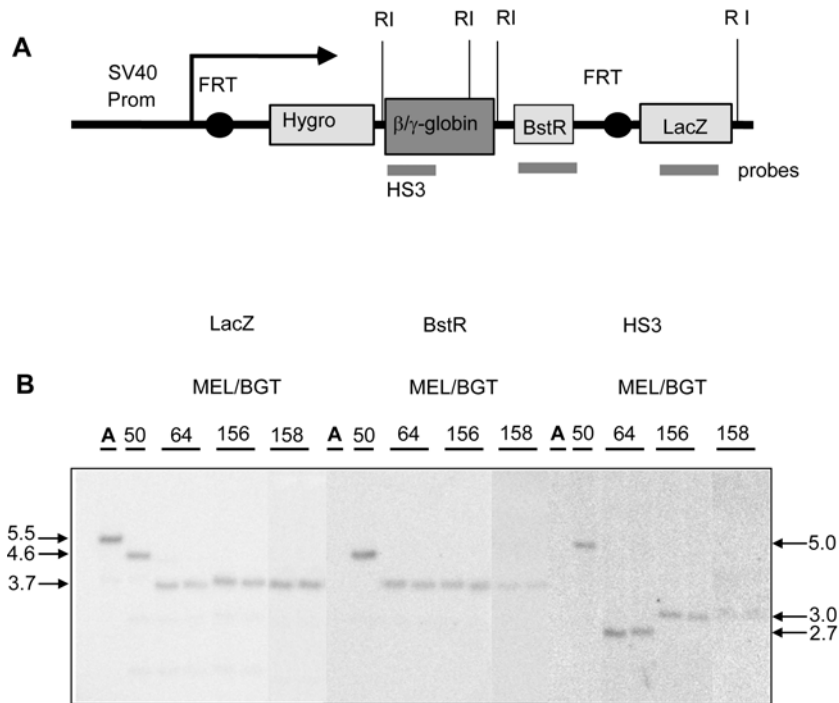 A
RI RI RI R I
SV40
Prom
FRT
FRT
Hygro
β/γ-globin
BstR
LacZ
HS3
probes
LacZ BstR HS3
B
MEL/BGT MEL/BGT MEL/BGT
A 50 64 156 158 A 50 64 156 158 A 50 64 156 158
5.5
4.6
3.7
5.0
3.0
2.7